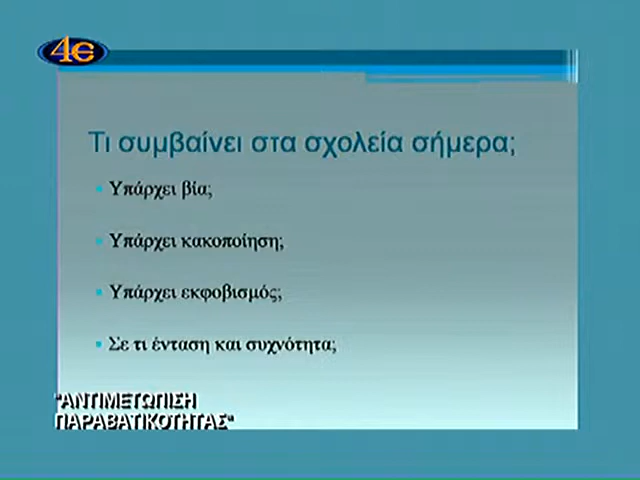 4e
Τι συμβαίνει στα σχολεία σήμερα;
Υπάρχει βία;
Υπάρχει κακοποίηση;
Υπάρχει εκφοβισμός;
Σε τι ένταση και συχνότητα;
"ΑΝΤΙΜΕΤΩΠΙΣΗ
ΠΑΡΑΒΑΤΙΚΟΤΗΤΑΣ"